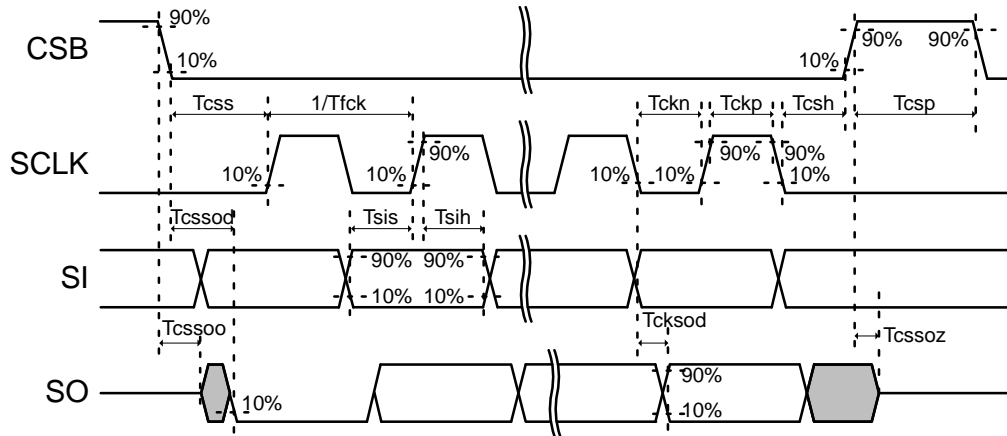 90%
CSB
10%
10%
90%
90%
Tcss
1/Tfck
Tckn
Tckp
Tcsh
Tcsp
SCLK
10%
10%
90%
10%
10%
90%
90%
10%
Tcssod
Tsis
Tsih
SI
90%
90%
10%
10%
Tcssoo
Tcksod
Tcssoz
SO
10%
90%
10%